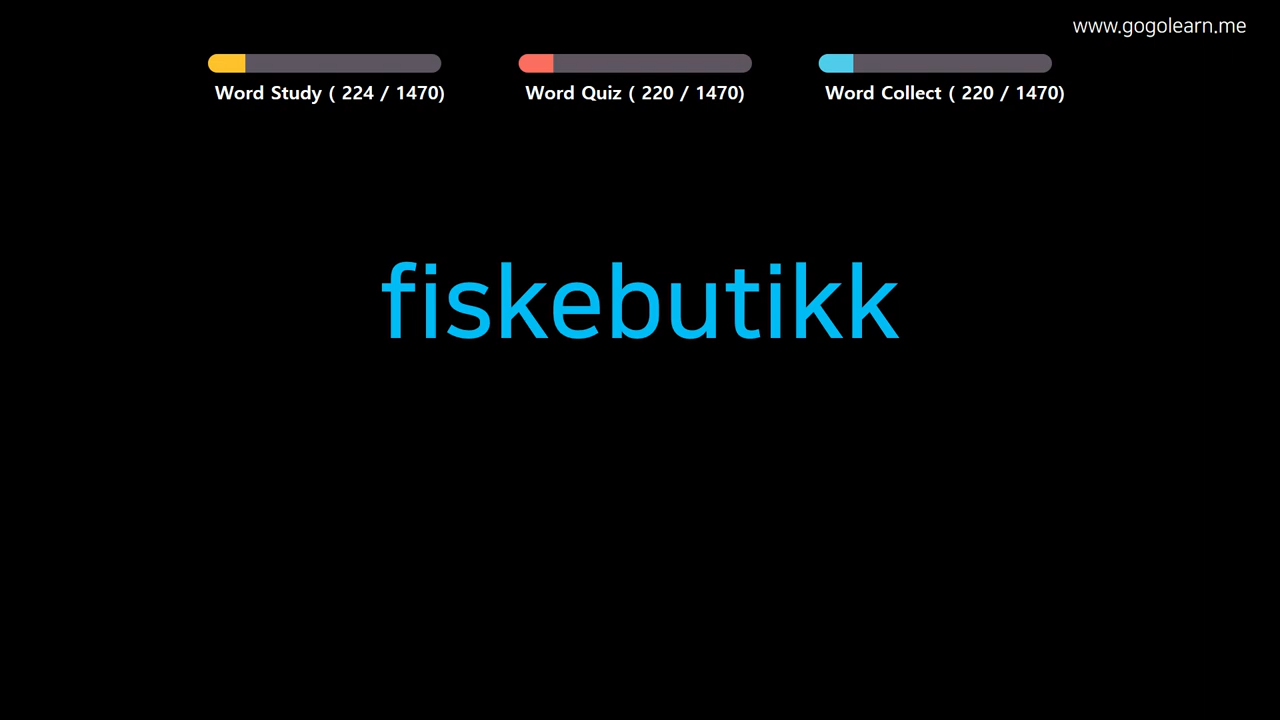 www.gogolearn.me
Word Study ( 224 / 1470)
Word Quiz ( 220 / 1470)
Word Collect ( 220 / 1470)
fiskebutikk